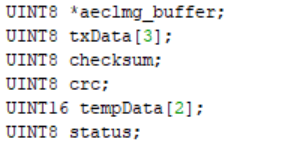 UINT8 *aeclmg_buffer;
UINT8 txData[3];
UINT8 checksum;
UINT8 crc;
UINT16 tempData[2];
UINT8 status;